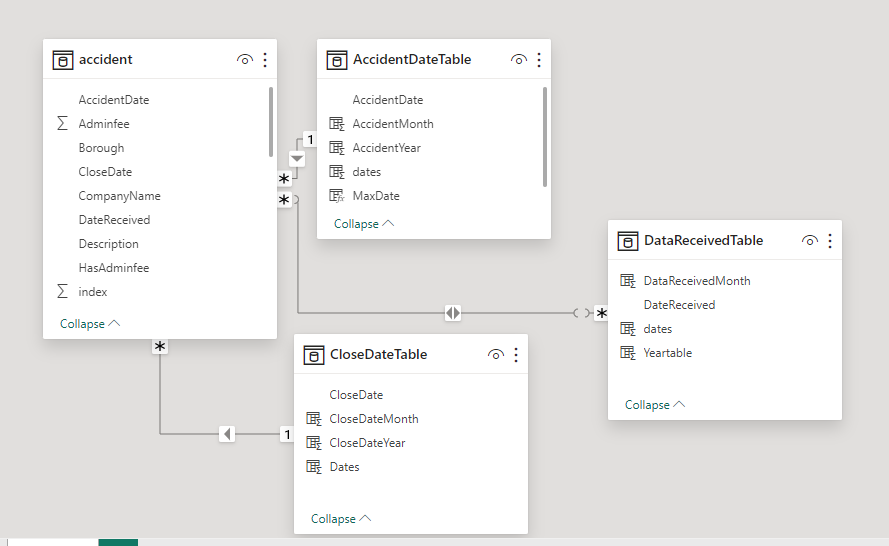 accident
AccidentDate
Adminfee
Borough
CloseDate
CompanyName
DateReceived
Description
HasAdminfee
index
Collapse
AccidentDateTable
AccidentDate
AccidentMonth
AccidentYear
dates
MaxDate
Collapse
1
*
*
DataReceivedTable
DataReceivedMonth
DateReceived
dates
Yeartable
Collapse
*
*
CloseDateTable
CloseDate
CloseDateMonth
CloseDateYear
Dates
Collapse
1